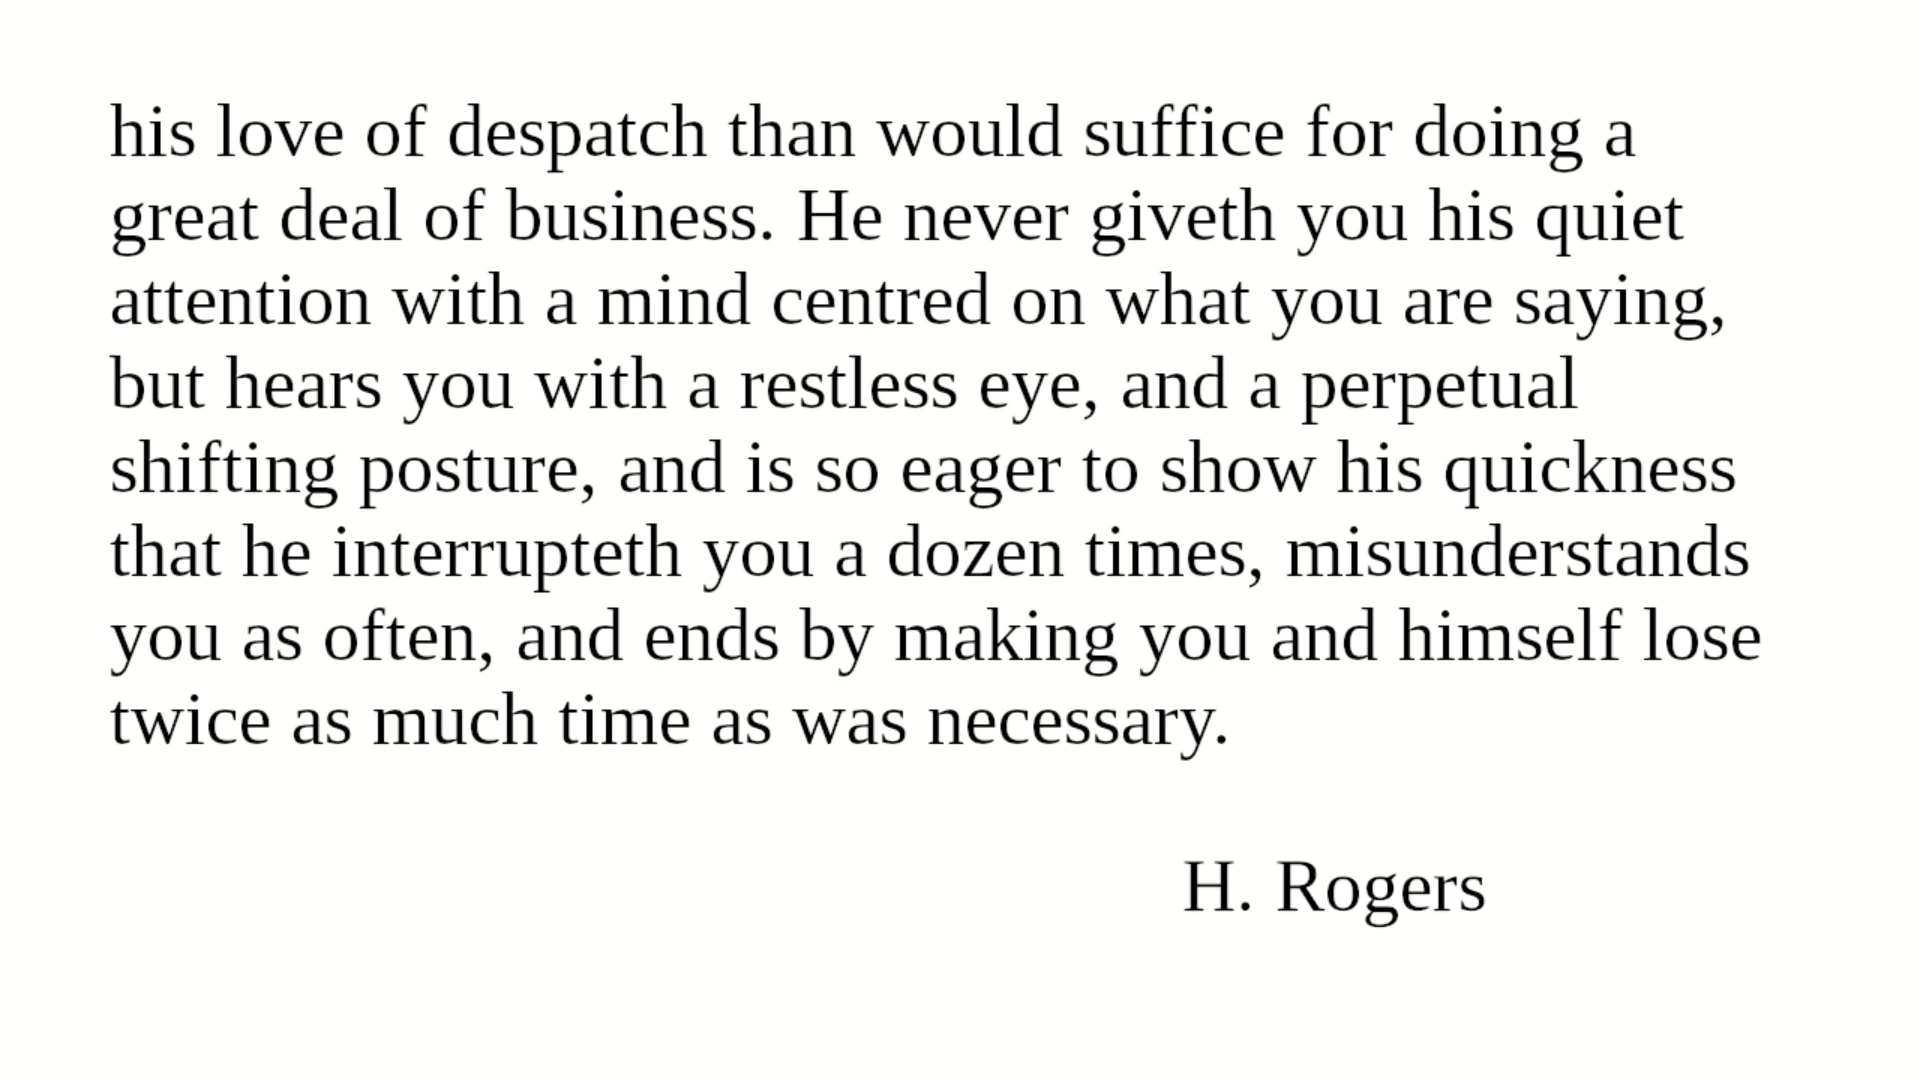 his love of despatch than would suffice for doing a
great deal of business. He never giveth you his quiet
attention with a mind centred on what you are saying,
but hears you with a restless eye, and a perpetual
shifting posture, and is so eager to show his quickness
that he interrupteth you a dozen times, misunderstands
you as often, and ends by making you and himself lose
twice as much time as was necessary.
H. Rogers